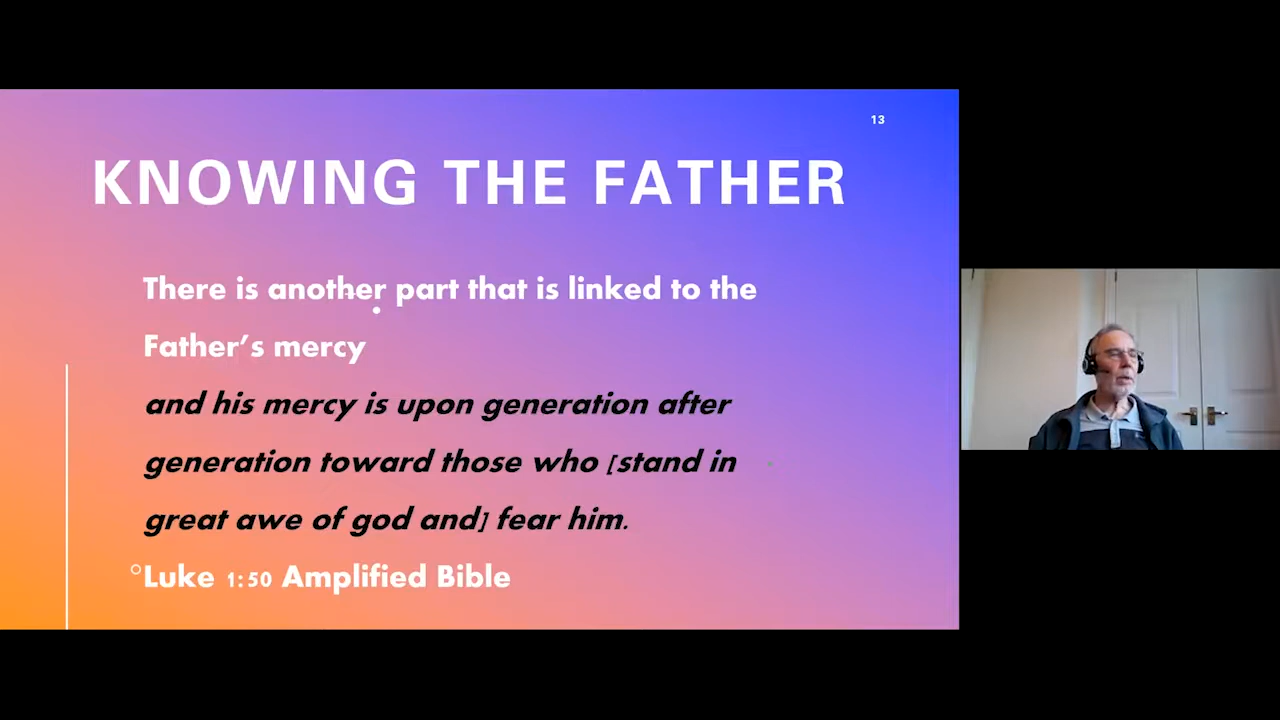 13
KNOWING THE FATHER
There is another part that is linked to the
Father's mercy
and his mercy is upon generation after
generation toward those who [stand in
great awe of god and] fear him.
°Luke 1:50 Amplified Bible